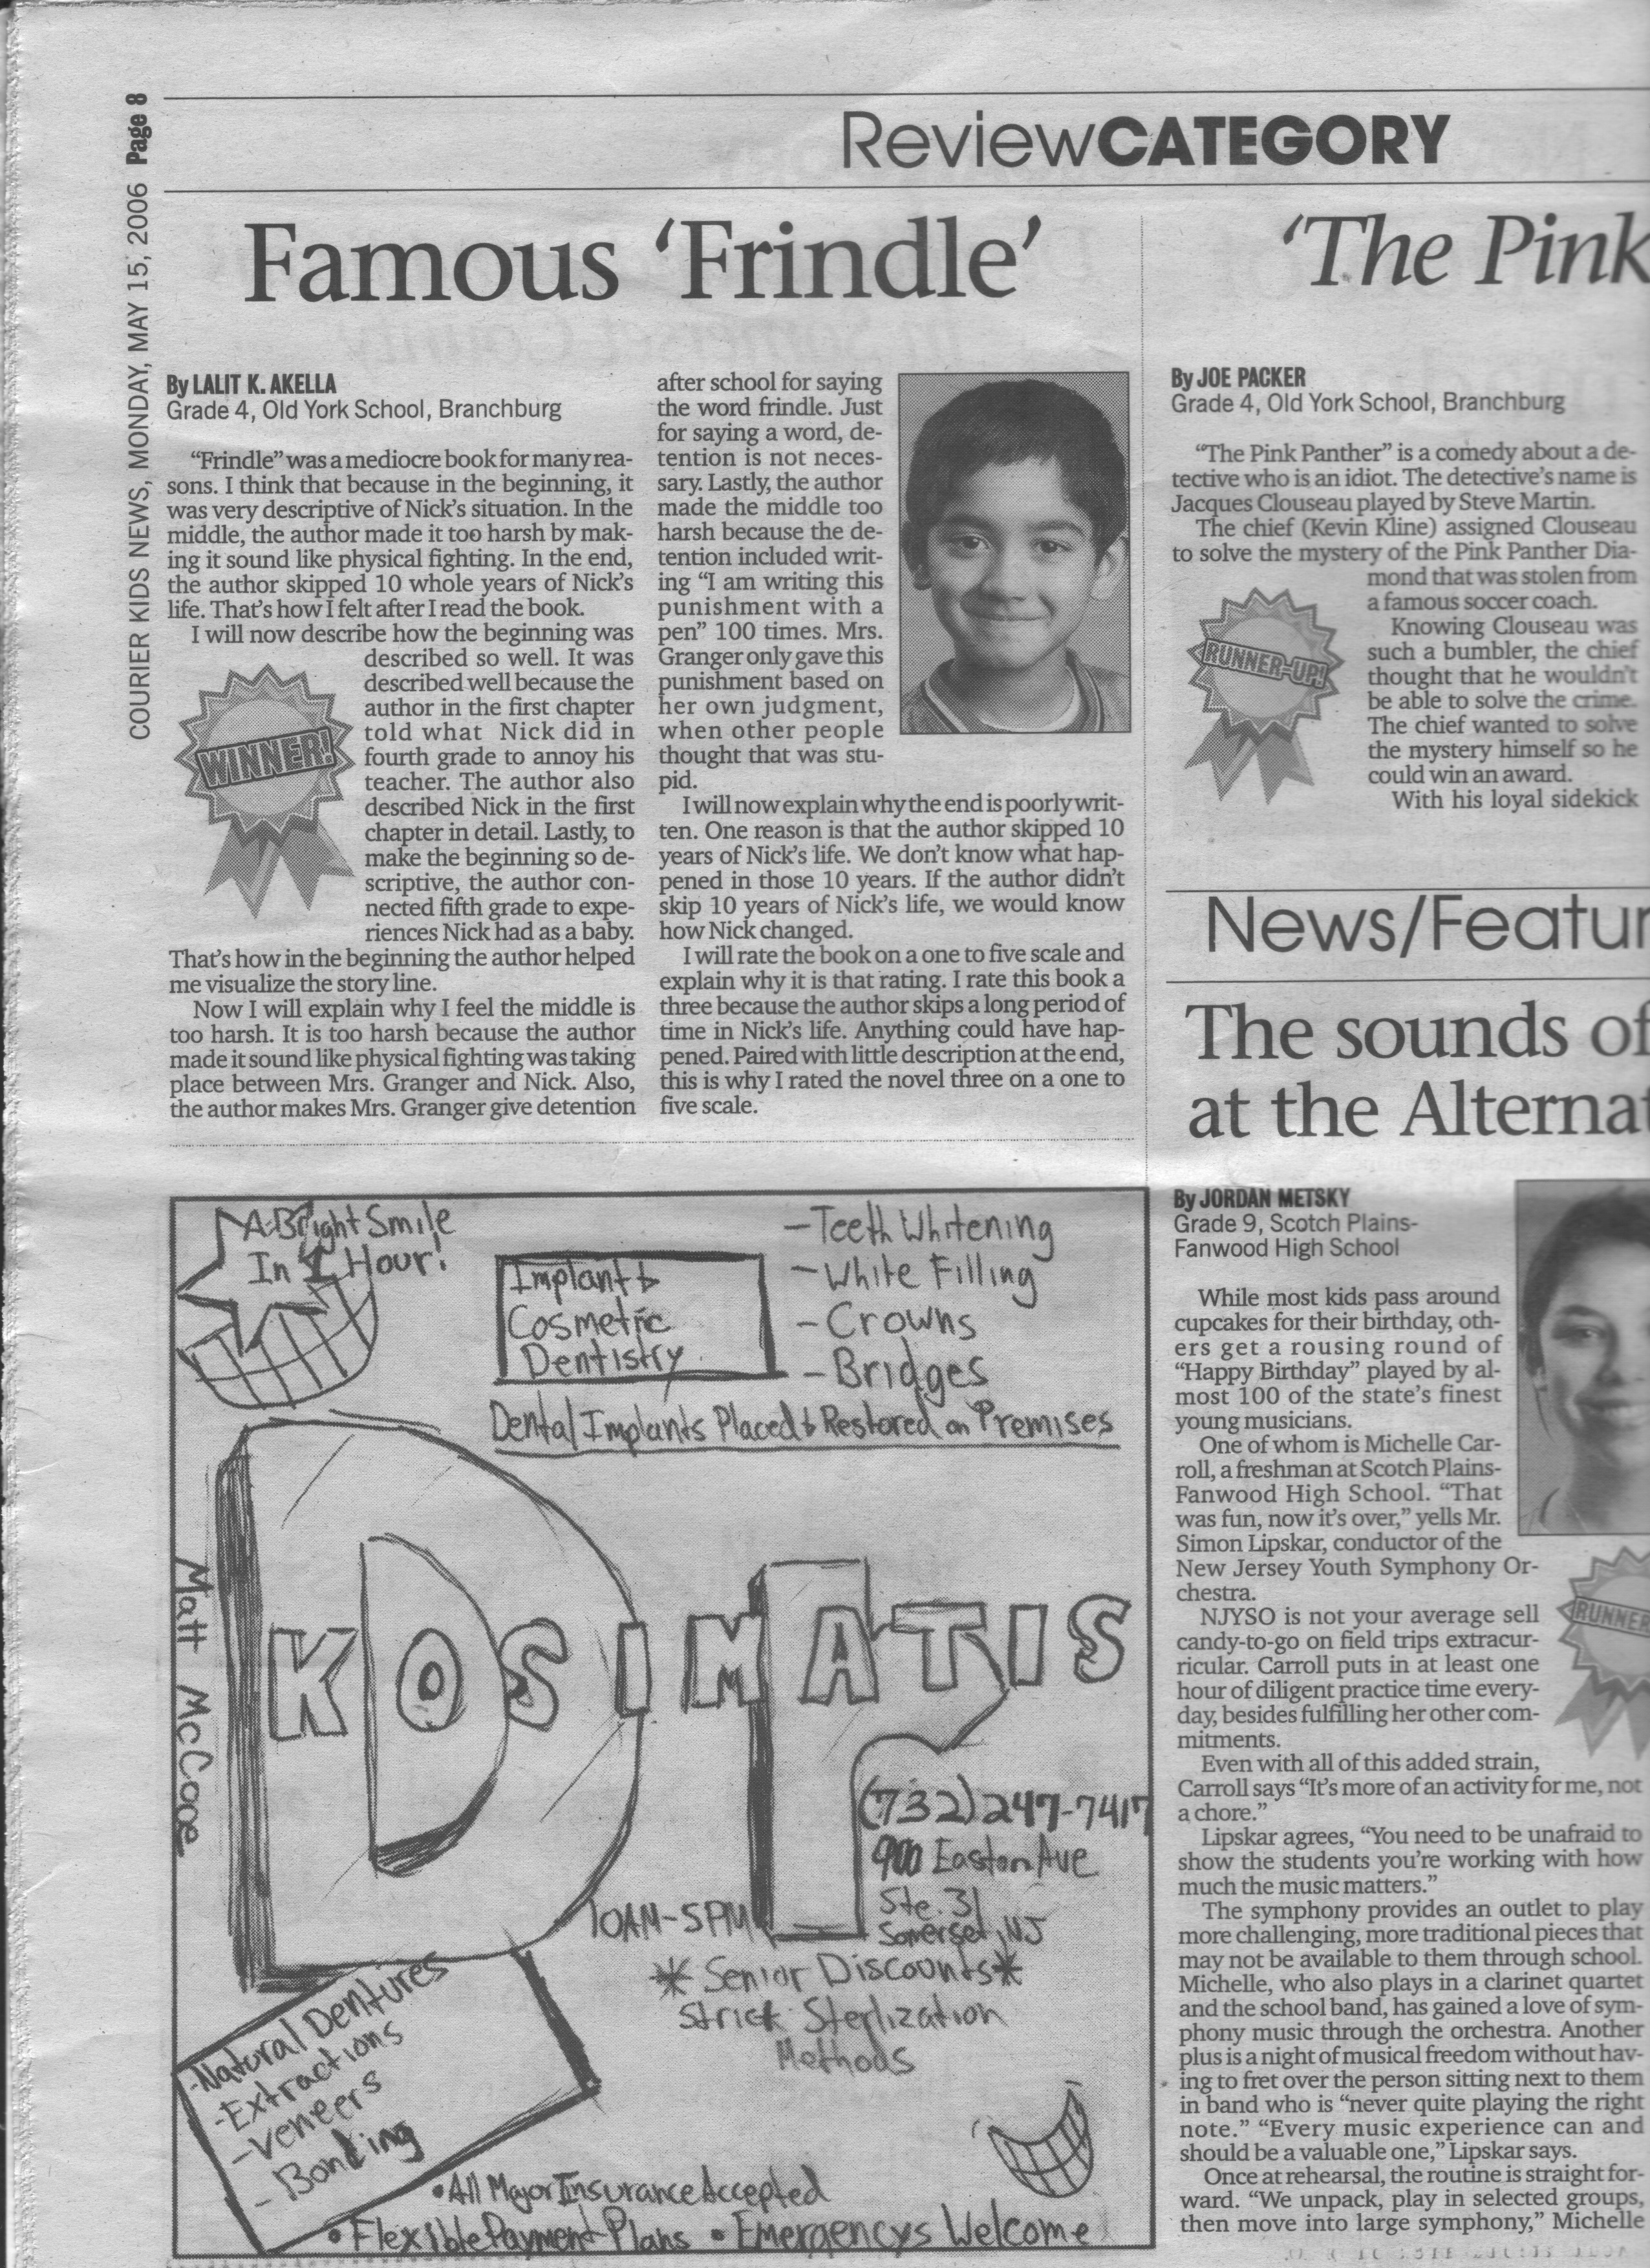 COURIER KIDS NEWS, MONDAY, MAY 15, 2006 Page 8
ReviewCATEGORY
Famous ‘Frindle’
By LALIT K. AKELLA
Grade 4, Old York School, Branchburg
“Frindle” was a mediocre book for many rea-
sons. I think that because in the beginning, it
was very descriptive of Nick’s situation. In the
middle, the author made it too harsh by mak-
ing it sound like physical fighting. In the end,
the author skipped 10 whole years of Nick’s
life. That’s how I felt after I read the book.
I will now describe how the beginning was
described so well. It was
described well because the
author in the first chapter
told what Nick did in
fourth grade to annoy his
teacher. The author also
described Nick in the first
chapter in detail. Lastly, to
make the beginning so de-
scriptive, the author con-
nected fifth grade to expe-
riences Nick had as a baby.
That’s how in the beginning the author helped
me visualize the story line.
Now I will explain why I feel the middle is
too harsh. It is too harsh because the author
made it sound like physical fighting was taking
place between Mrs. Granger and Nick. Also,
the author makes Mrs. Granger give detention
WINNER!
after school for saying
the word frindle. Just
for saying a word, de-
tention is not neces-
sary. Lastly, the author
made the middle too
harsh because the de-
tention included writ-
ing “I am writing this
punishment with a
pen” 100 times. Mrs.
Granger only gave this
punishment based on
her own judgment,
when other people
thought that was stu-
pid.
I will now explain why the end is poorly writ-
ten. One reason is that the author skipped 10
years of Nick’s life. We don’t know what hap-
pened in those 10 years. If the author didn’t
skip 10 years of Nick’s life, we would know
how Nick changed.
I will rate the book on a one to five scale and
explain why it is that rating. I rate this book a
three because the author skips a long period of
time in Nick’s life. Anything could have hap-
pened. Paired with little description at the end,
this is why I rated the novel three on a one to
five scale.
‘The Pink
By JOE PACKER
Grade 4, Old York School, Branchburg
“The Pink Panther” is a comedy about a de-
tective who is an idiot. The detective’s name is
Jacques Clouseau played by Steve Martin.
The chief (Kevin Kline) assigned Clouseau
to solve the mystery of the Pink Panther Dia-
mond that was stolen from
a famous soccer coach.
Knowing Clouseau was
such a bumbler, the chief
thought that he wouldn’t
be able to solve the crime.
The chief wanted to solve
the mystery himself so he
could win an award.
With his loyal sidekick
RUNNER-UP!
News/Featur
The sounds of
at the Alternat
By JORDAN METSKY
Grade 9, Scotch Plains-
Fanwood High School
While most kids pass around
cupcakes for their birthday, oth-
ers get a rousing round of
“Happy Birthday” played by al-
most 100 of the state’s finest
young musicians.
One of whom is Michelle Car-
roll, a freshman at Scotch Plains-
Fanwood High School. “That
was fun, now it’s over,” yells Mr.
Simon Lipskar, conductor of the
New Jersey Youth Symphony Or-
chestra.
NJYSO is not your average sell
candy-to-go on field trips extracur-
ricular. Carroll puts in at least one
hour of diligent practice time every-
day, besides fulfilling her other com-
mitments.
Even with all of this added strain,
Carroll says “It’s more of an activity for me, not
a chore.”
Lipskar agrees, “You need to be unafraid to
show the students you’re working with how
much the music matters.”
The symphony provides an outlet to play
more challenging, more traditional pieces that
may not be available to them through school.
Michelle, who also plays in a clarinet quartet
and the school band, has gained a love of sym-
phony music through the orchestra. Another
plus is a night of musical freedom without hav-
ing to fret over the person sitting next to them
in band who is “never quite playing the right
note.” “Every music experience can and
should be a valuable one,” Lipskar says.
Once at rehearsal, the routine is straight for-
ward. “We unpack, play in selected groups,
then move into large symphony,” Michelle
RUNNER
A Bright Smile
In 1 Hour!
Implant &
Cosmetic
Dentistry
-Teeth Whitening
-White Filling
-Crowns
-Bridges
Dental Implants Placed & Restored on Premises
Dr
KOSIMATIS
Matt McCone
(732)247-7417
900 Easton Ave
Ste. 31
Somerset, NJ
10AM-5PM
*Senior Discounts*
Strick Sterlization
Methods
-Natural Dentures
-Extractions
-Veneers
-Bonding
•All Major Insurance Accepted
•Flexible Payment Plans •Emergencys Welcome